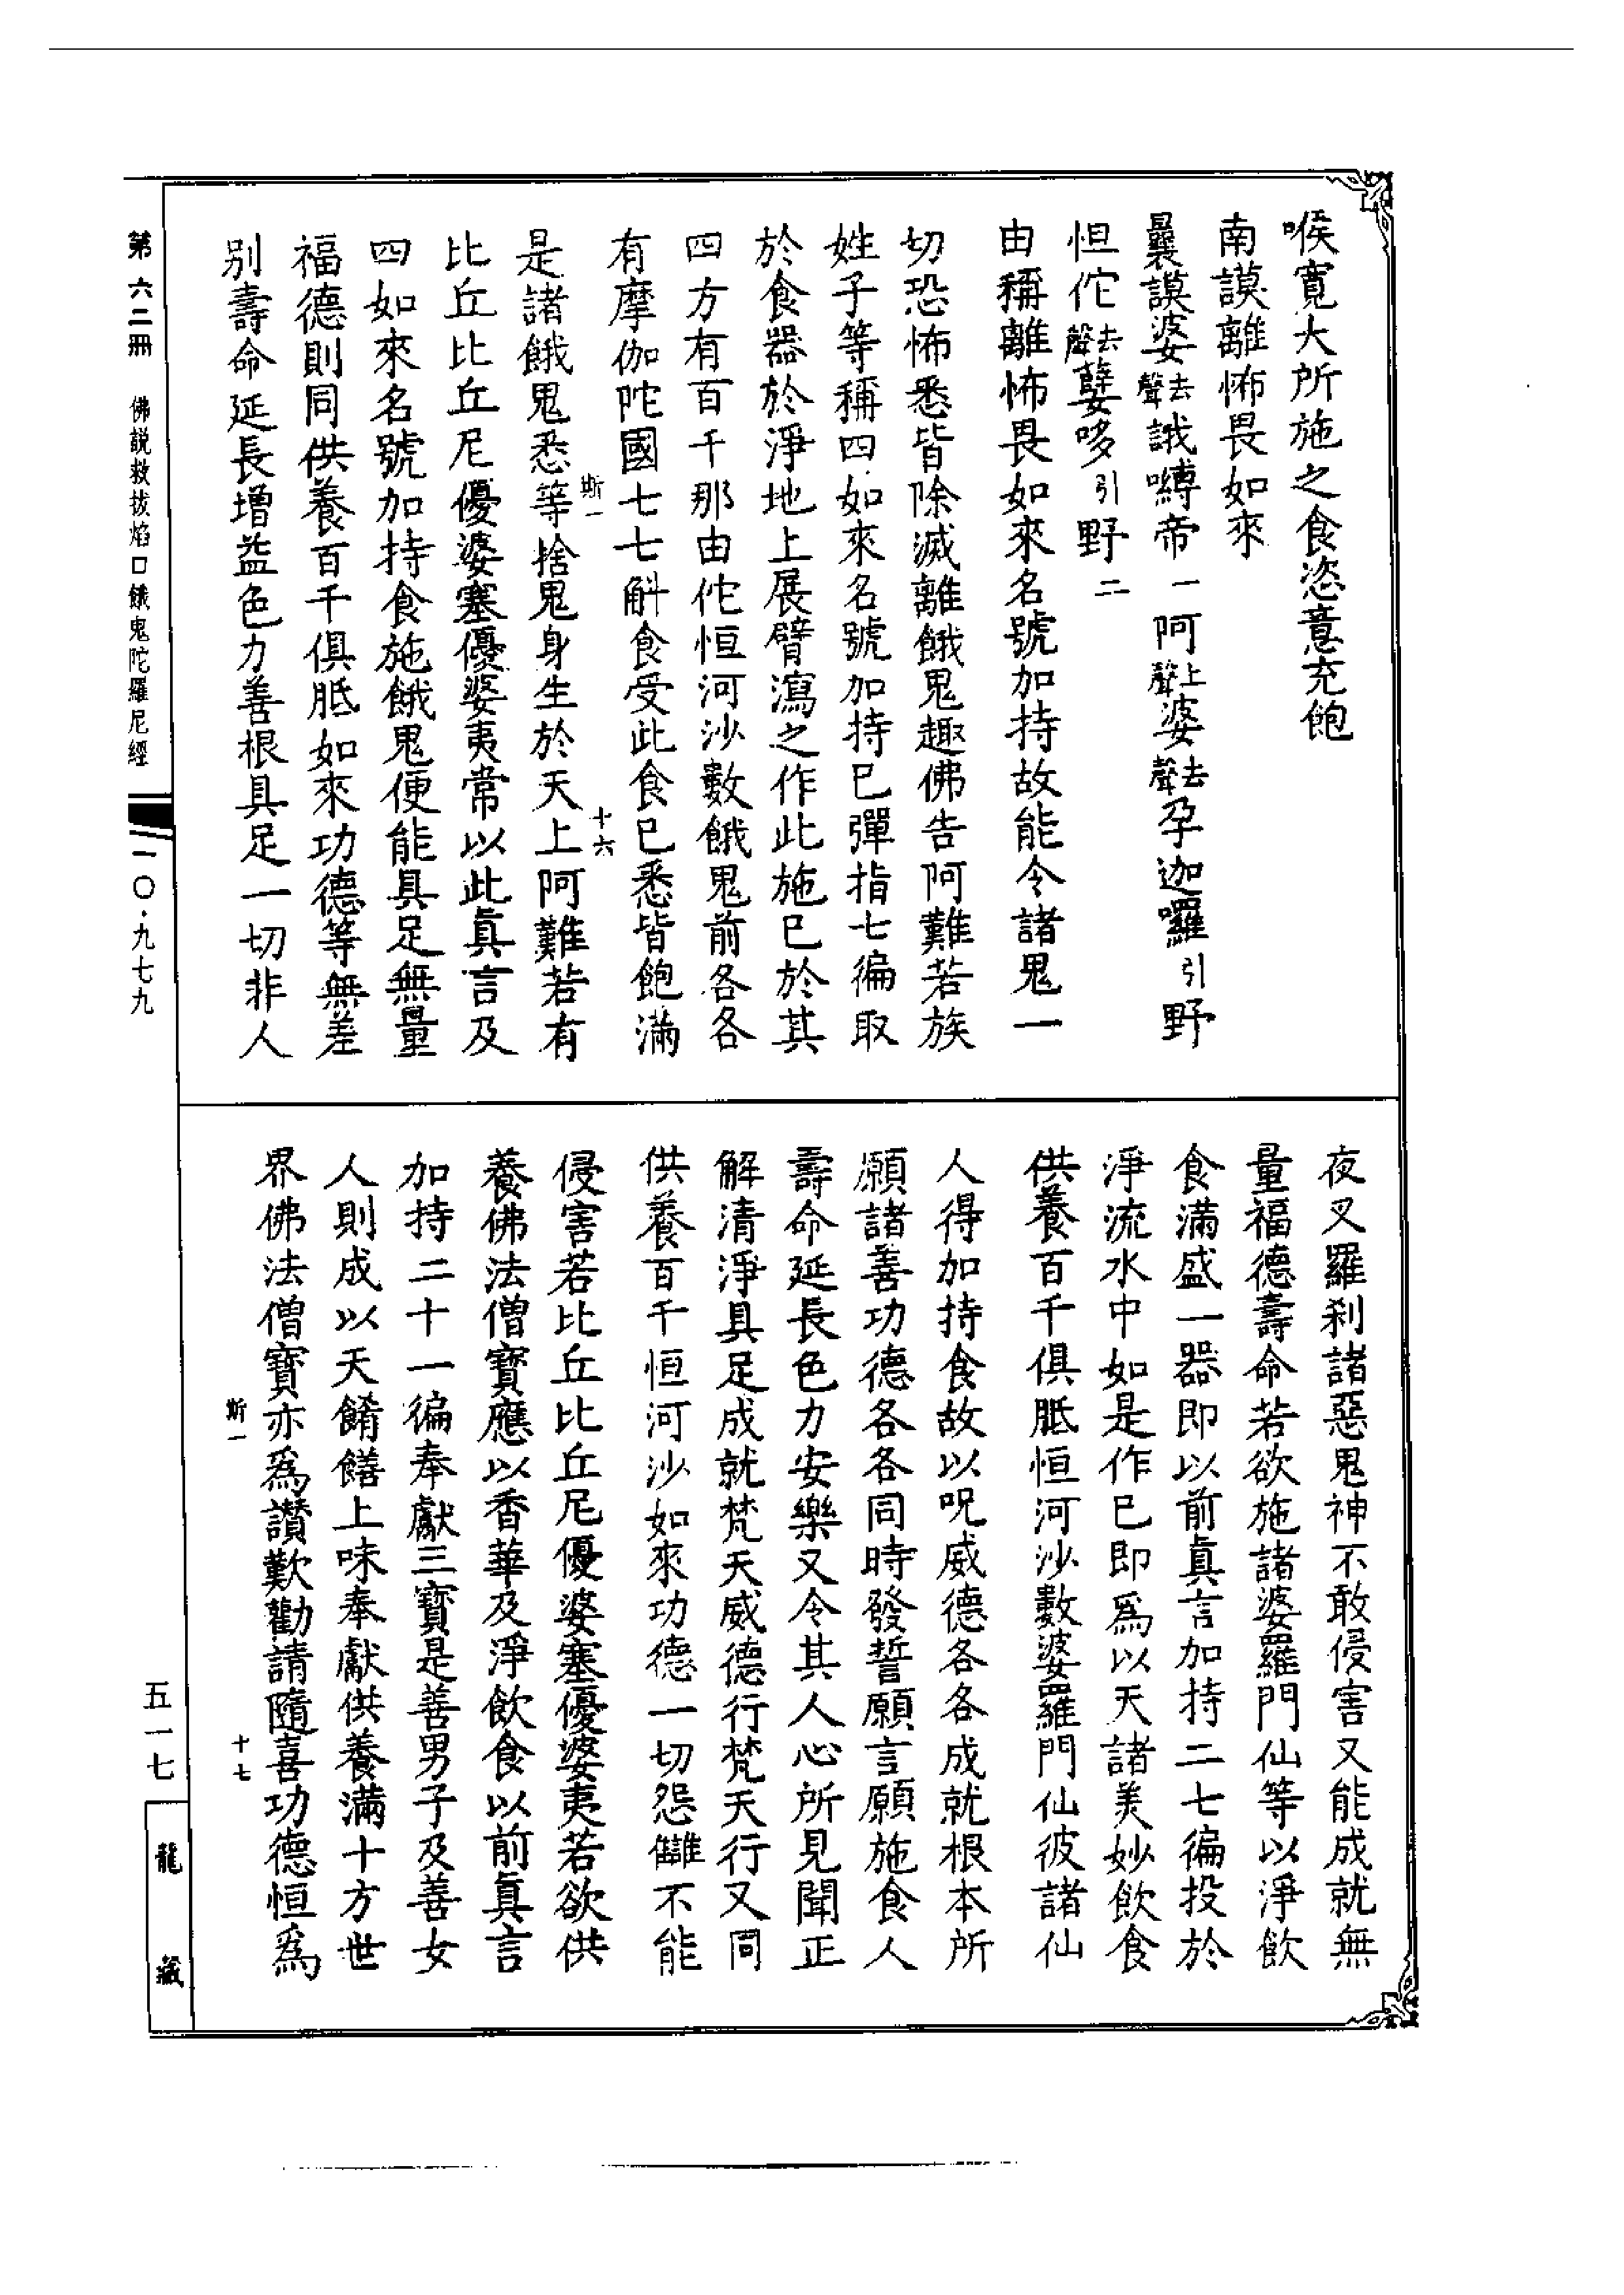 喉寬大所施之食恣意充飽
南謨離怖畏如來
曩謨婆去聲誐嚩帝一阿上聲婆去聲孕迦囉引野
怛佗去聲孽哆引野二
由稱離怖畏如來名號加持故能令諸鬼一
切恐怖悉皆除滅離餓鬼趣佛告阿難若族
姓子等稱四如來名號加持已彈指七徧取
於食器於淨地上展臂瀉之作此施已於其
四方有百千那由佗恒河沙數餓鬼前各各
有摩伽陀國七七斛食受此食已悉皆飽滿
斯一 十六
是諸餓鬼悉等捨鬼身生於天上阿難若有
比丘比丘尼優婆塞優婆夷常以此眞言及
四如來名號加持食施餓鬼便能具足無量
福德則同供養百千俱胝如來功德等無差
別壽命延長增益色力善根具足一切非人
夜叉羅剎諸惡鬼神不敢侵害又能成就無
量福德壽命若欲施諸婆羅門仙等以淨飲
食滿盛一器即以前眞言加持二七徧投於
淨流水中如是作已即爲以天諸美妙飲食
供養百千俱胝恒河沙數婆羅門仙彼諸仙
人得加持食故以呪威德各各成就根本所
願諸善功德各各同時發誓願言願施食人
壽命延長色力安樂又令其人心所見聞正
解清淨具足成就梵天威德行梵天行又同
供養百千恒河沙如來功德一切怨讎不能
侵害若比丘比丘尼優婆塞優婆夷若欲供
養佛法僧寶應以香華及淨飲食以前眞言
加持二十一徧奉獻三寶是善男子及善女
人則成以天餚饍上味奉獻供養滿十方世
界佛法僧寶亦爲讚歎勸請隨喜功德恒爲
斯一 十七
第六二冊 佛説救拔焰口餓鬼陀羅尼經
一〇·九七九
五一七
龍藏